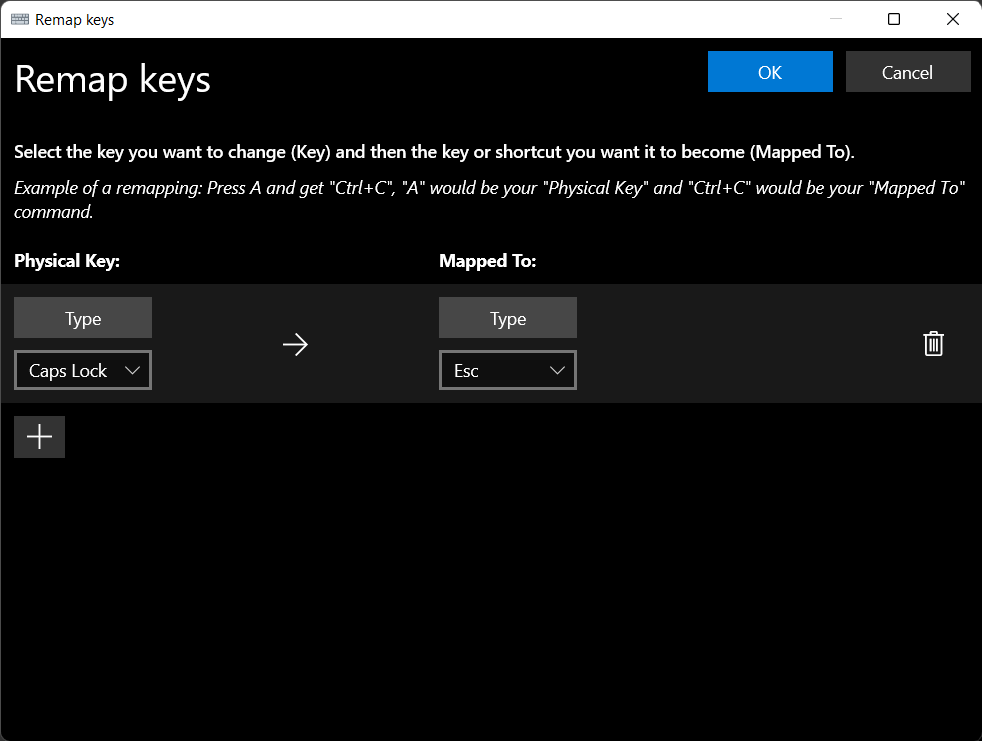 Remap keys
Remap keys
OK
Cancel
Select the key you want to change (Key) and then the key or shortcut you want it to become (Mapped To).
Example of a remapping: Press A and get "Ctrl+C", "A" would be your "Physical Key" and "Ctrl+C" would be your "Mapped To"
command.
Physical Key:
Mapped To:
Type
Type
Caps Lock
Esc